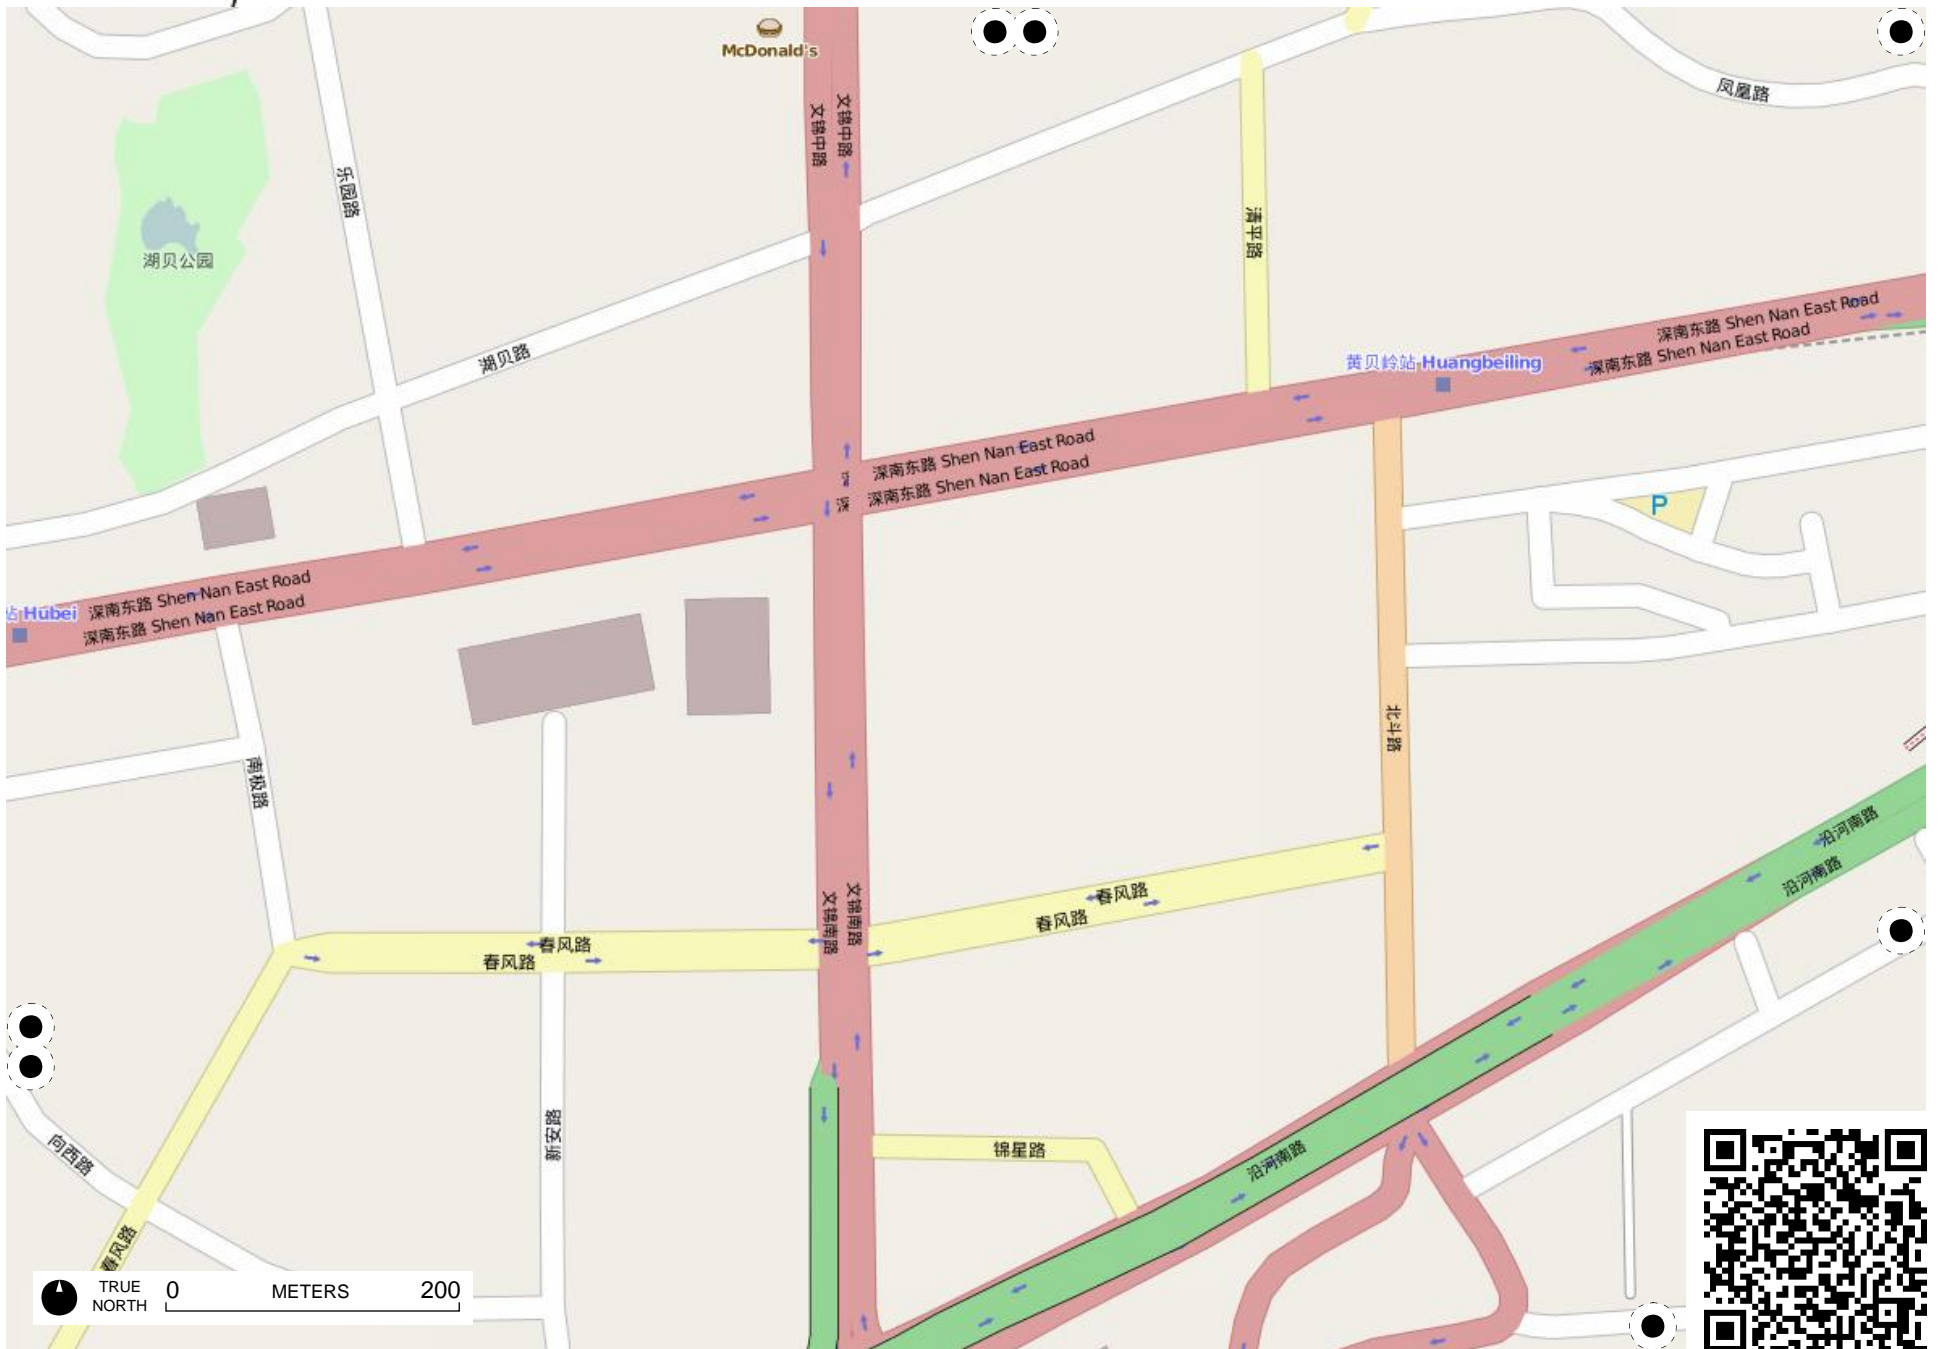 McDonald's
文锦中路
文锦中路
凤凰路
乐园路
清平路
湖贝公园
湖贝路
深南东路 Shen Nan East Road
深南东路 Shen Nan East Road
黄贝岭站 Huangbeiling
深南东路 Shen Nan East Road
深南东路 Shen Nan East Road
P
深南东路 Shen Nan East Road
深南东路 Shen Nan East Road
站 Hubei
北斗路
南极路
沿河南路
沿河南路
文锦南路
文锦南路
春风路
春风路
春风路
春风路
新安路
锦星路
沿河南路
向西路
春风路
TRUE NORTH
0 METERS 200